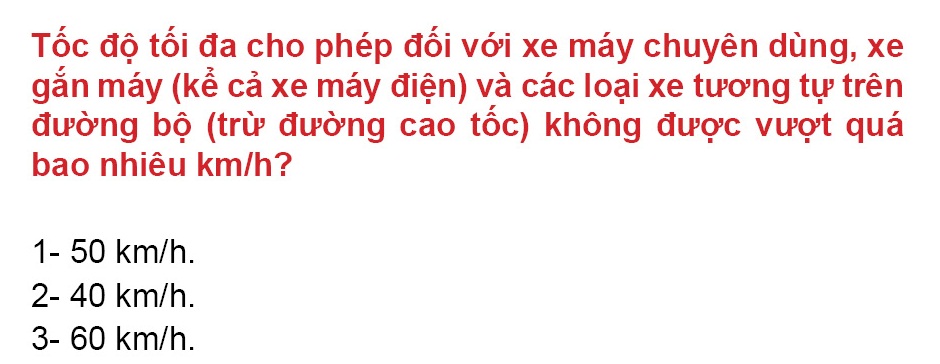 Tốc độ tối đa cho phép đối với xe máy chuyên dùng, xe
gắn máy (kể cả xe máy điện) và các loại xe tương tự trên
đường bộ (trừ đường cao tốc) không được vượt quá
bao nhiêu km/h?
1- 50 km/h.
2- 40 km/h.
3- 60 km/h.